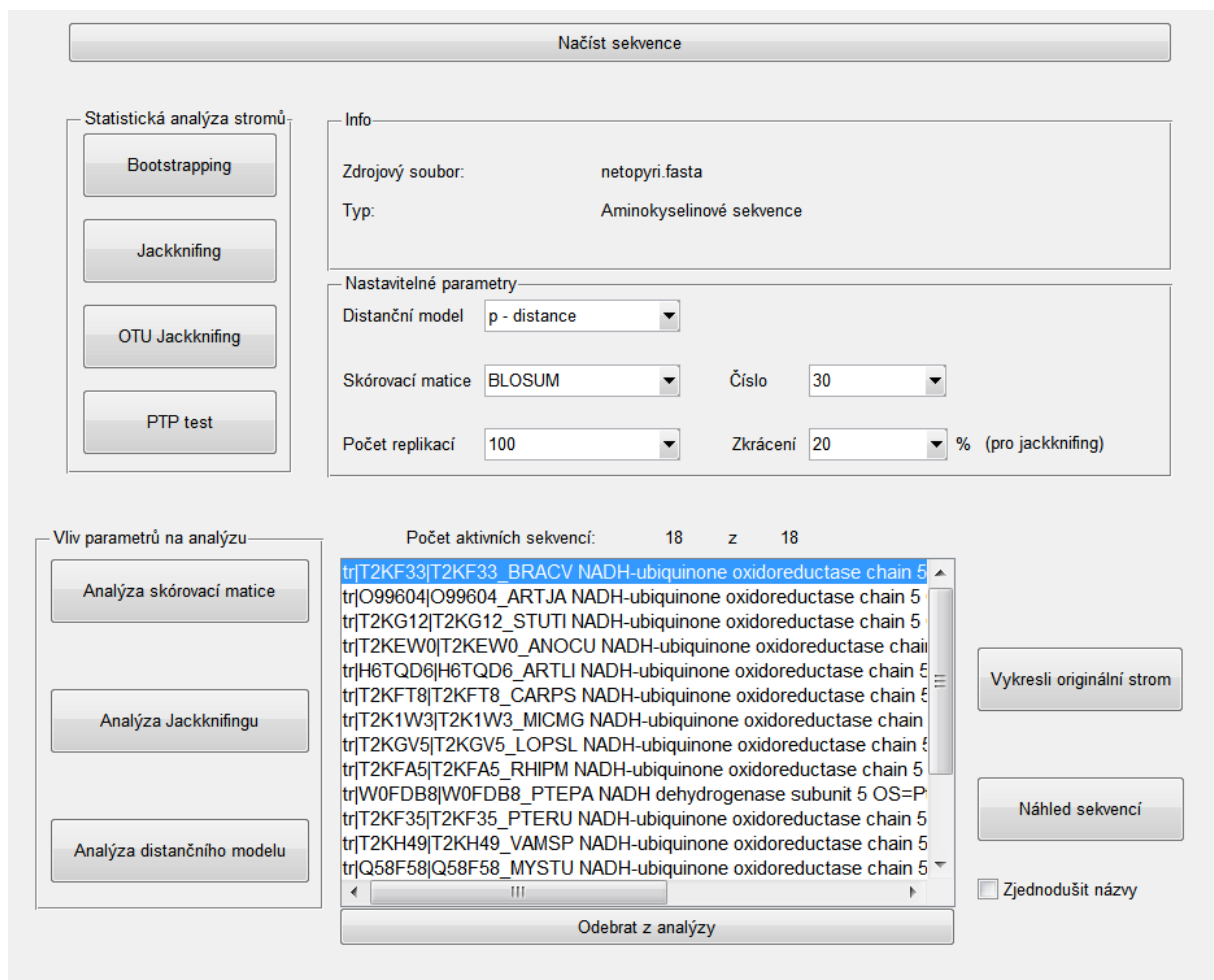 Načíst sekvence
Statistická analýza stromů
Bootstrapping
Jackknifing
OTU Jackknifing
PTP test
Info
Zdrojový soubor: netopyri.fasta
Typ: Aminokyselinové sekvence
Nastavitelné parametry
Distanční model p - distance
Skórovací matice BLOSUM Číslo 30
Počet replikací 100 Zkrácení 20 % (pro jackknifing)
Vliv parametrů na analýzu
Analýza skórovací matice
Analýza Jackknifingu
Analýza distančního modelu
Počet aktivních sekvencí: 18 z 18
tr|T2KF33|T2KF33_BRACV NADH-ubiquinone oxidoreductase chain 5
tr|O99604|O99604_ARTJA NADH-ubiquinone oxidoreductase chain 5
tr|T2KG12|T2KG12_STUTI NADH-ubiquinone oxidoreductase chain 5
tr|T2KEW0|T2KEW0_ANOCU NADH-ubiquinone oxidoreductase chai
tr|H6TQD6|H6TQD6_ARTLI NADH-ubiquinone oxidoreductase chain 5
tr|T2KFT8|T2KFT8_CARPS NADH-ubiquinone oxidoreductase chain 5
tr|T2K1W3|T2K1W3_MICMG NADH-ubiquinone oxidoreductase chain
tr|T2KGV5|T2KGV5_LOPSL NADH-ubiquinone oxidoreductase chain 5
tr|T2KFA5|T2KFA5_RHIPM NADH-ubiquinone oxidoreductase chain 5
tr|W0FDB8|W0FDB8_PTEPA NADH dehydrogenase subunit 5 OS=Pt
tr|T2KF35|T2KF35_PTERU NADH-ubiquinone oxidoreductase chain 5
tr|T2KH49|T2KH49_VAMSP NADH-ubiquinone oxidoreductase chain 5
tr|Q58F58|Q58F58_MYSTU NADH-ubiquinone oxidoreductase chain 5
Odebrat z analýzy
Vykresli originální strom
Náhled sekvencí
Zjednodušit názvy